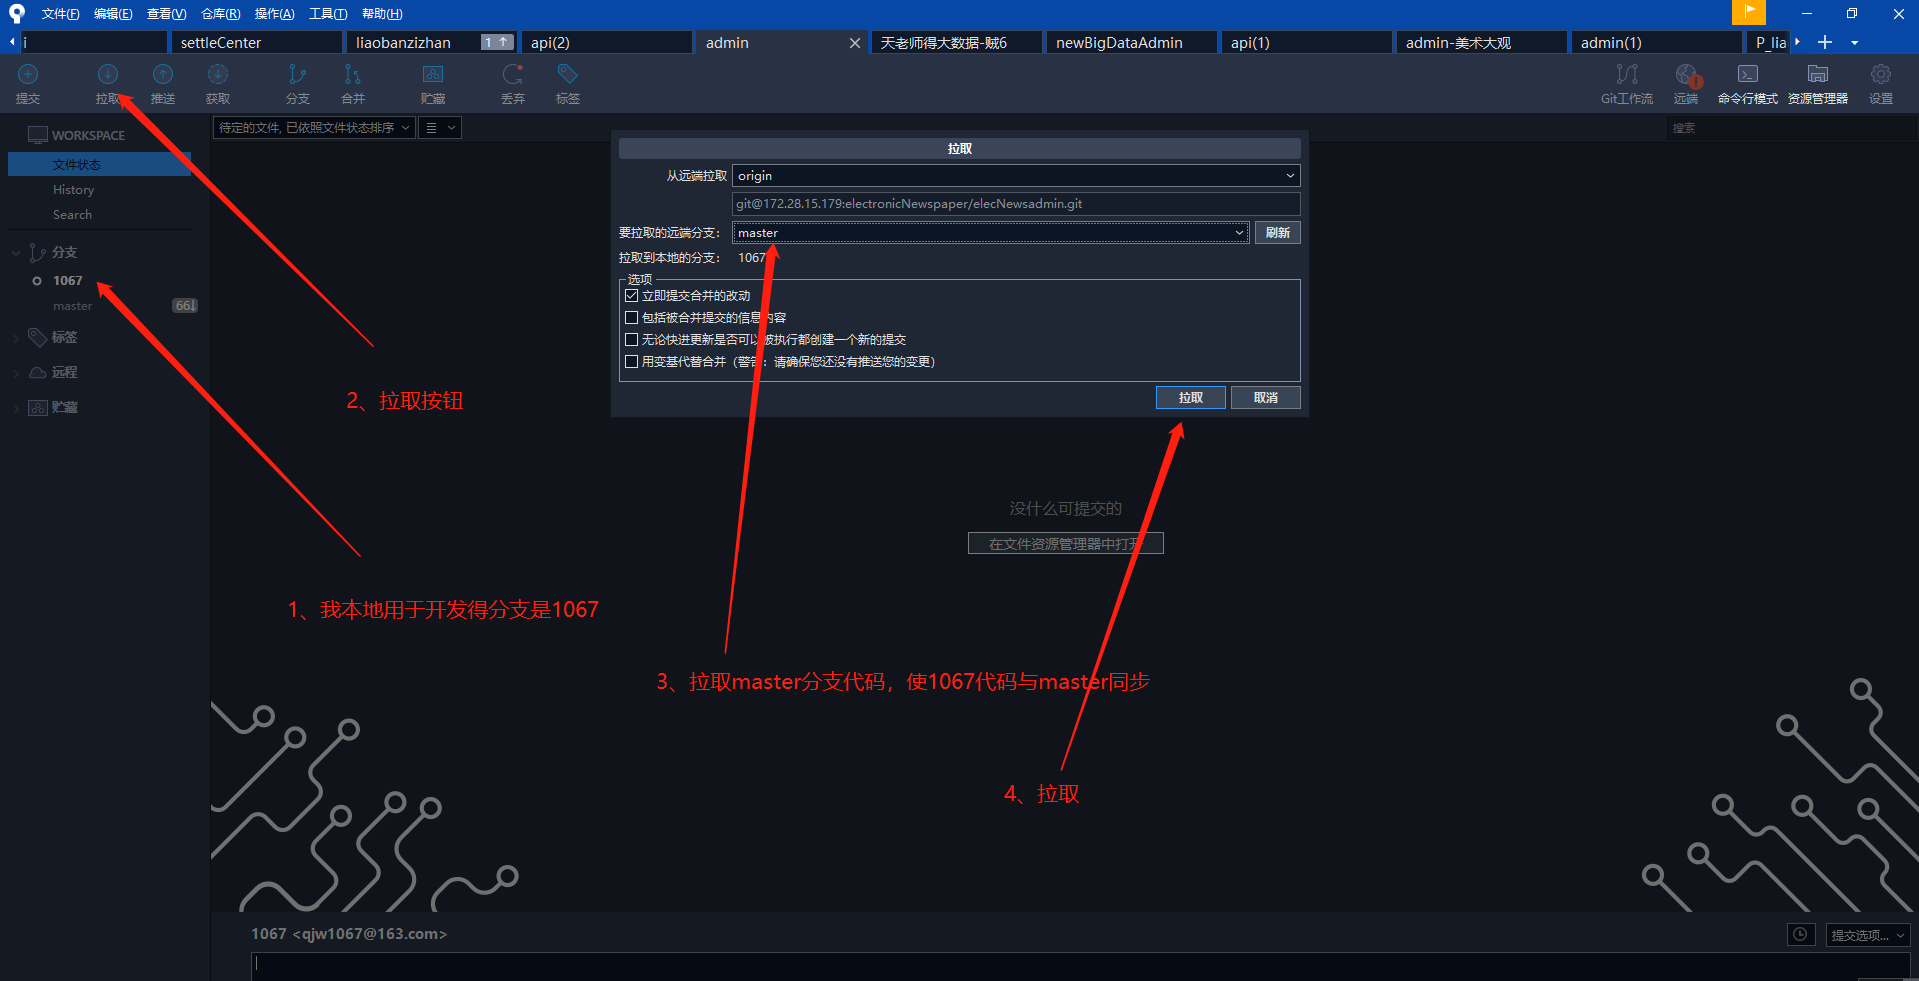 文件(F) 编辑(E) 查看(V) 仓库(R) 操作(A) 工具(T) 帮助(H)
i settleCenter liaobanzizhan 1 api(2) admin 天老师得大数据-贼6 newBigDataAdmin api(1) admin-美术大观 admin(1) P_lia
提交 拉取 推送 获取 分支 合并 贮藏 丢弃 标签 Git工作流 远端 命令行模式 资源管理器 设置
待定的文件, 已依照文件状态排序
搜索
WORKSPACE
文件状态
History
Search
分支
1067
master 66↓
标签
远程
贮藏
拉取
从远端拉取 origin
git@172.28.15.179:electronicNewspaper/elecNewsadmin.git
要拉取的远端分支: master 刷新
拉取到本地的分支: 1067
选项
立即提交合并的改动
包括被合并提交的信息内容
无论快进更新是否可以被执行都创建一个新的提交
用变基代替合并（警告：请确保您还没有推送您的变更）
拉取 取消
2、拉取按钮
没什么可提交的
在文件资源管理器中打开
1、我本地用于开发得分支是1067
3、拉取master分支代码，使1067代码与master同步
4、拉取
1067 <qjw1067@163.com>
提交选项...